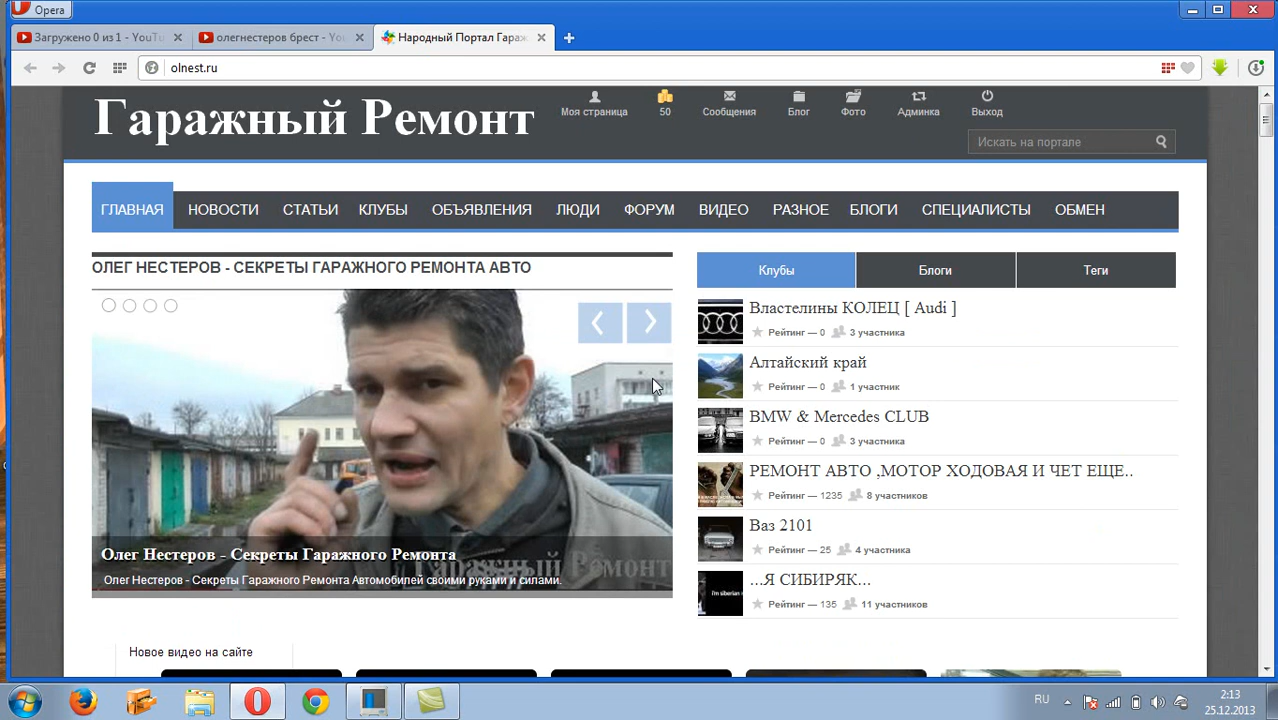 Opera
Загружено 0 из 1 - YouTu
олегнестеров брест - You
Народный Портал Гараж
olnest.ru
Гаражный Ремонт
Моя страница
50
Сообщения
Блог
Фото
Админка
Выход
Искать на портале
ГЛАВНАЯ НОВОСТИ СТАТЬИ КЛУБЫ ОБЪЯВЛЕНИЯ ЛЮДИ ФОРУМ ВИДЕО РАЗНОЕ БЛОГИ СПЕЦИАЛИСТЫ ОБМЕН
ОЛЕГ НЕСТЕРОВ - СЕКРЕТЫ ГАРАЖНОГО РЕМОНТА АВТО
Гаражный Ремонт
Олег Нестеров - Секреты Гаражного Ремонта
Олег Нестеров - Секреты Гаражного Ремонта Автомобилей своими руками и силами.
Клубы Блоги Теги
Властелины КОЛЕЦ [ Audi ]
Рейтинг — 0 3 участника
Алтайский край
Рейтинг — 0 1 участник
BMW & Mercedes CLUB
Рейтинг — 0 3 участника
РЕМОНТ АВТО ,МОТОР ХОДОВАЯ И ЧЕТ ЕЩЕ..
Рейтинг — 1235 8 участников
Ваз 2101
Рейтинг — 25 4 участника
i'm siberian
...Я СИБИРЯК...
Рейтинг — 135 11 участников
Новое видео на сайте
RU
2:13
25.12.2013